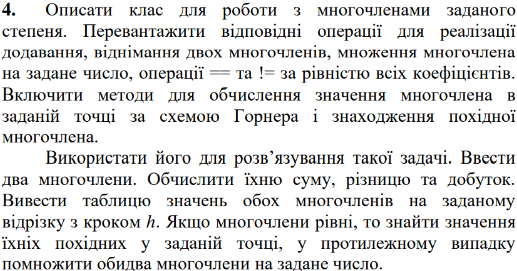 4. Описати клас для роботи з многочленами заданого
степеня. Перевантажити відповідні операції для реалізації
додавання, віднімання двох многочленів, множення многочлена
на задане число, операції == та != за рівністю всіх коефіцієнтів.
Включити методи для обчислення значення многочлена в
заданій точці за схемою Горнера і знаходження похідної
многочлена.
Використати його для розв’язування такої задачі. Ввести
два многочлени. Обчислити їхню суму, різницю та добуток.
Вивести таблицю значень обох многочленів на заданому
відрізку з кроком h. Якщо многочлени рівні, то знайти значення
їхніх похідних у заданій точці, у протилежному випадку
помножити обидва многочлени на задане число.